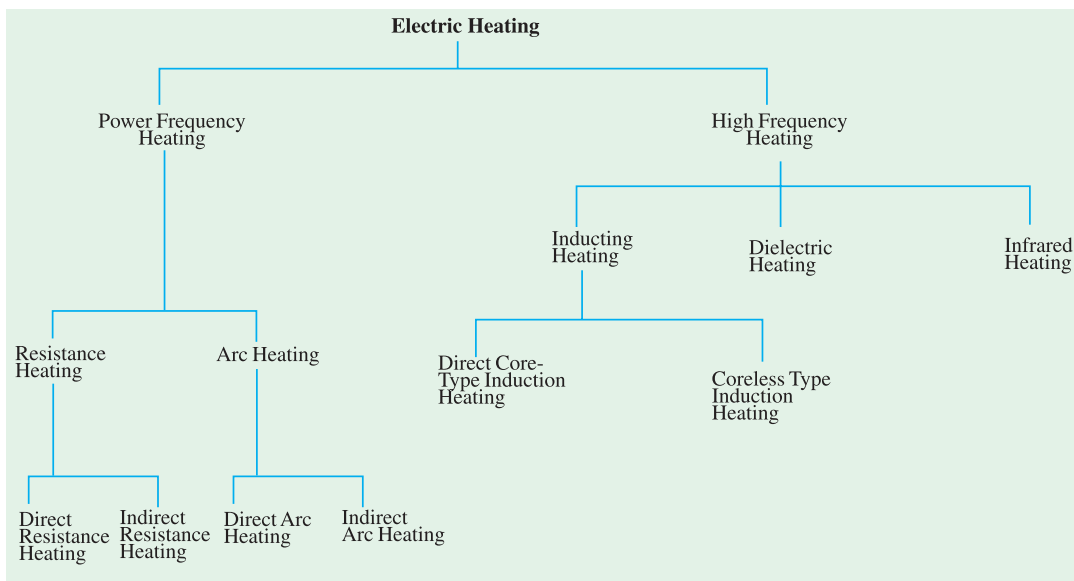 Electric Heating
Power Frequency
Heating
High Frequency
Heating
Inducting
Heating
Dielectric
Heating
Infrared
Heating
Resistance
Heating
Arc Heating
Direct Core-
Type Induction
Heating
Coreless Type
Induction
Heating
Direct
Resistance
Heating
Indirect
Resistance
Heating
Direct Arc
Heating
Indirect
Arc Heating